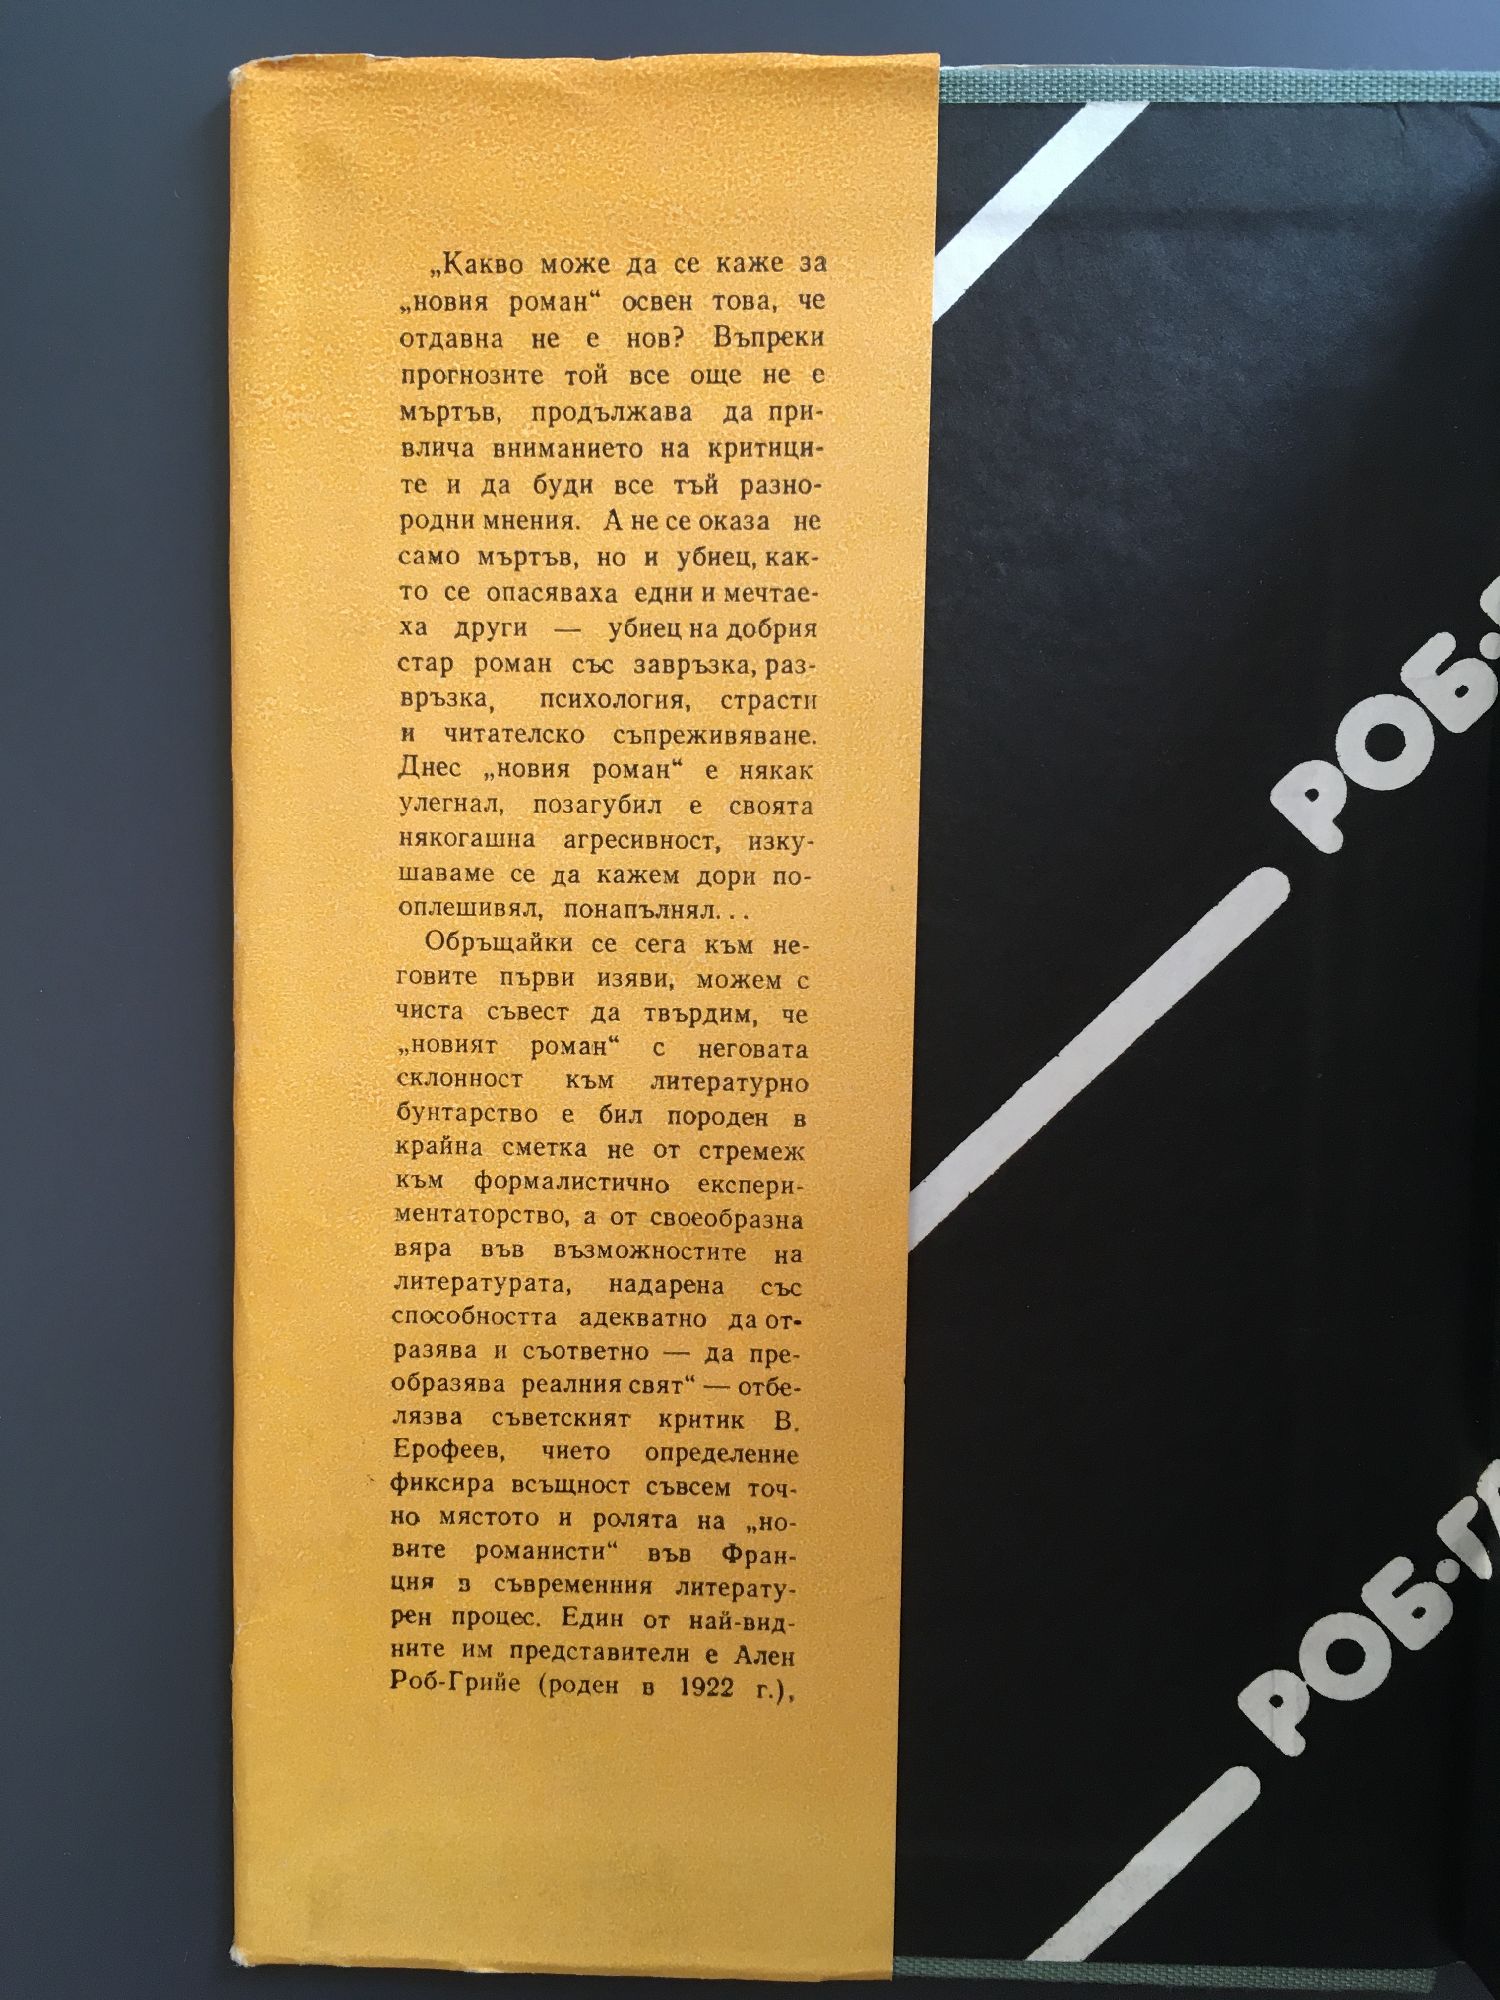 „Какво може да се каже за
„новия роман“ освен това, че
отдавна не е нов? Въпреки
прогнозите той все още не е
мъртъв, продължава да при-
влича вниманието на критици-
те и да буди все тъй разно-
родни мнения. А не се оказа не
само мъртъв, но и убиец, как-
то се опасяваха едни и мечтае-
ха други — убиец на добрия
стар роман със завръзка, раз-
връзка, психология, страсти
и читателско съпреживяване.
Днес „новия роман“ е някак
улегнал, позагубил е своята
някогашна агресивност, изку-
шаваме се да кажем дори по-
оплешивял, понапълнял...
Обръщайки се сега към не-
говите първи изяви, можем с
чиста съвест да твърдим, че
„новият роман“ с неговата
склонност към литературно
бунтарство е бил породен в
крайна сметка не от стремеж
към формалистично експери-
ментаторство, а от своеобразна
вяра във възможностите на
литературата, надарена със
способността адекватно да от-
разява и съответно — да пре-
образява реалния свят“ — отбе-
лязва съветският критик В.
Ерофеев, чието определение
фиксира всъщност съвсем точ-
но мястото и ролята на „но-
вите романисти“ във Фран-
ция в съвременния литерату-
рен процес. Един от най-вид-
ните им представители е Ален
Роб-Грийе (роден в 1922 г.),
РОБ-
РОБ-Г